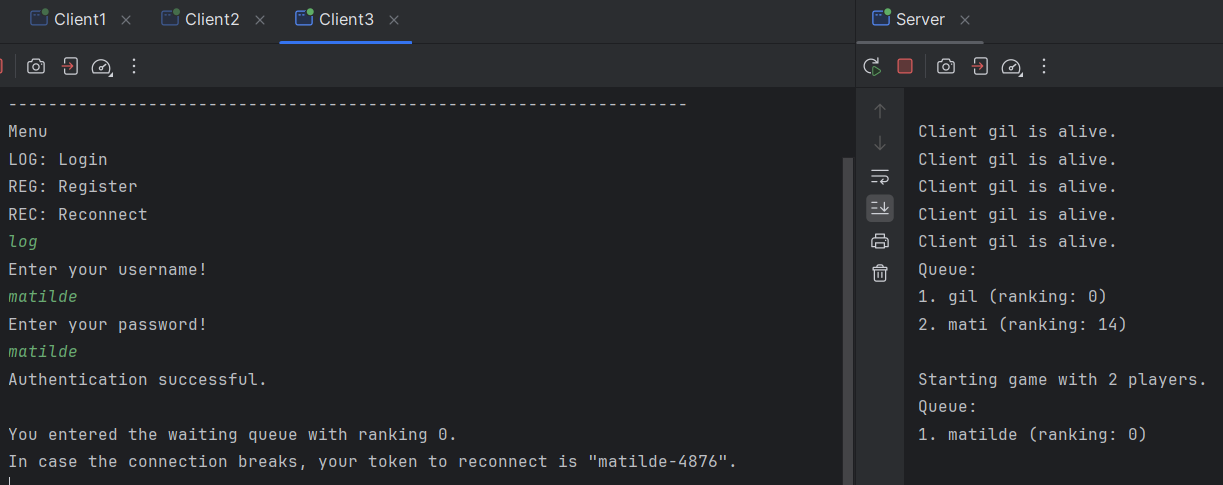 Client1
Client2
Client3
---------------------------------------------------------------------
Menu
LOG: Login
REG: Register
REC: Reconnect
log
Enter your username!
matilde
Enter your password!
matilde
Authentication successful.
You entered the waiting queue with ranking 0.
In case the connection breaks, your token to reconnect is "matilde-4876".
Server
Client gil is alive.
Client gil is alive.
Client gil is alive.
Client gil is alive.
Client gil is alive.
Queue:
1. gil (ranking: 0)
2. mati (ranking: 14)
Starting game with 2 players.
Queue:
1. matilde (ranking: 0)